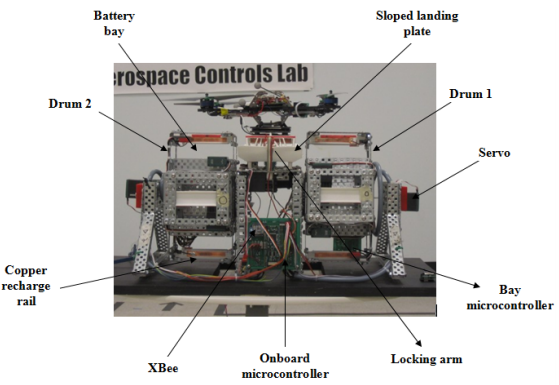 Battery
bay
Sloped landing
plate
erospace Controls Lab
Drum 2
Drum 1
Servo
Copper
recharge
rail
Bay
microcontroller
XBee
Onboard
microcontroller
Locking arm